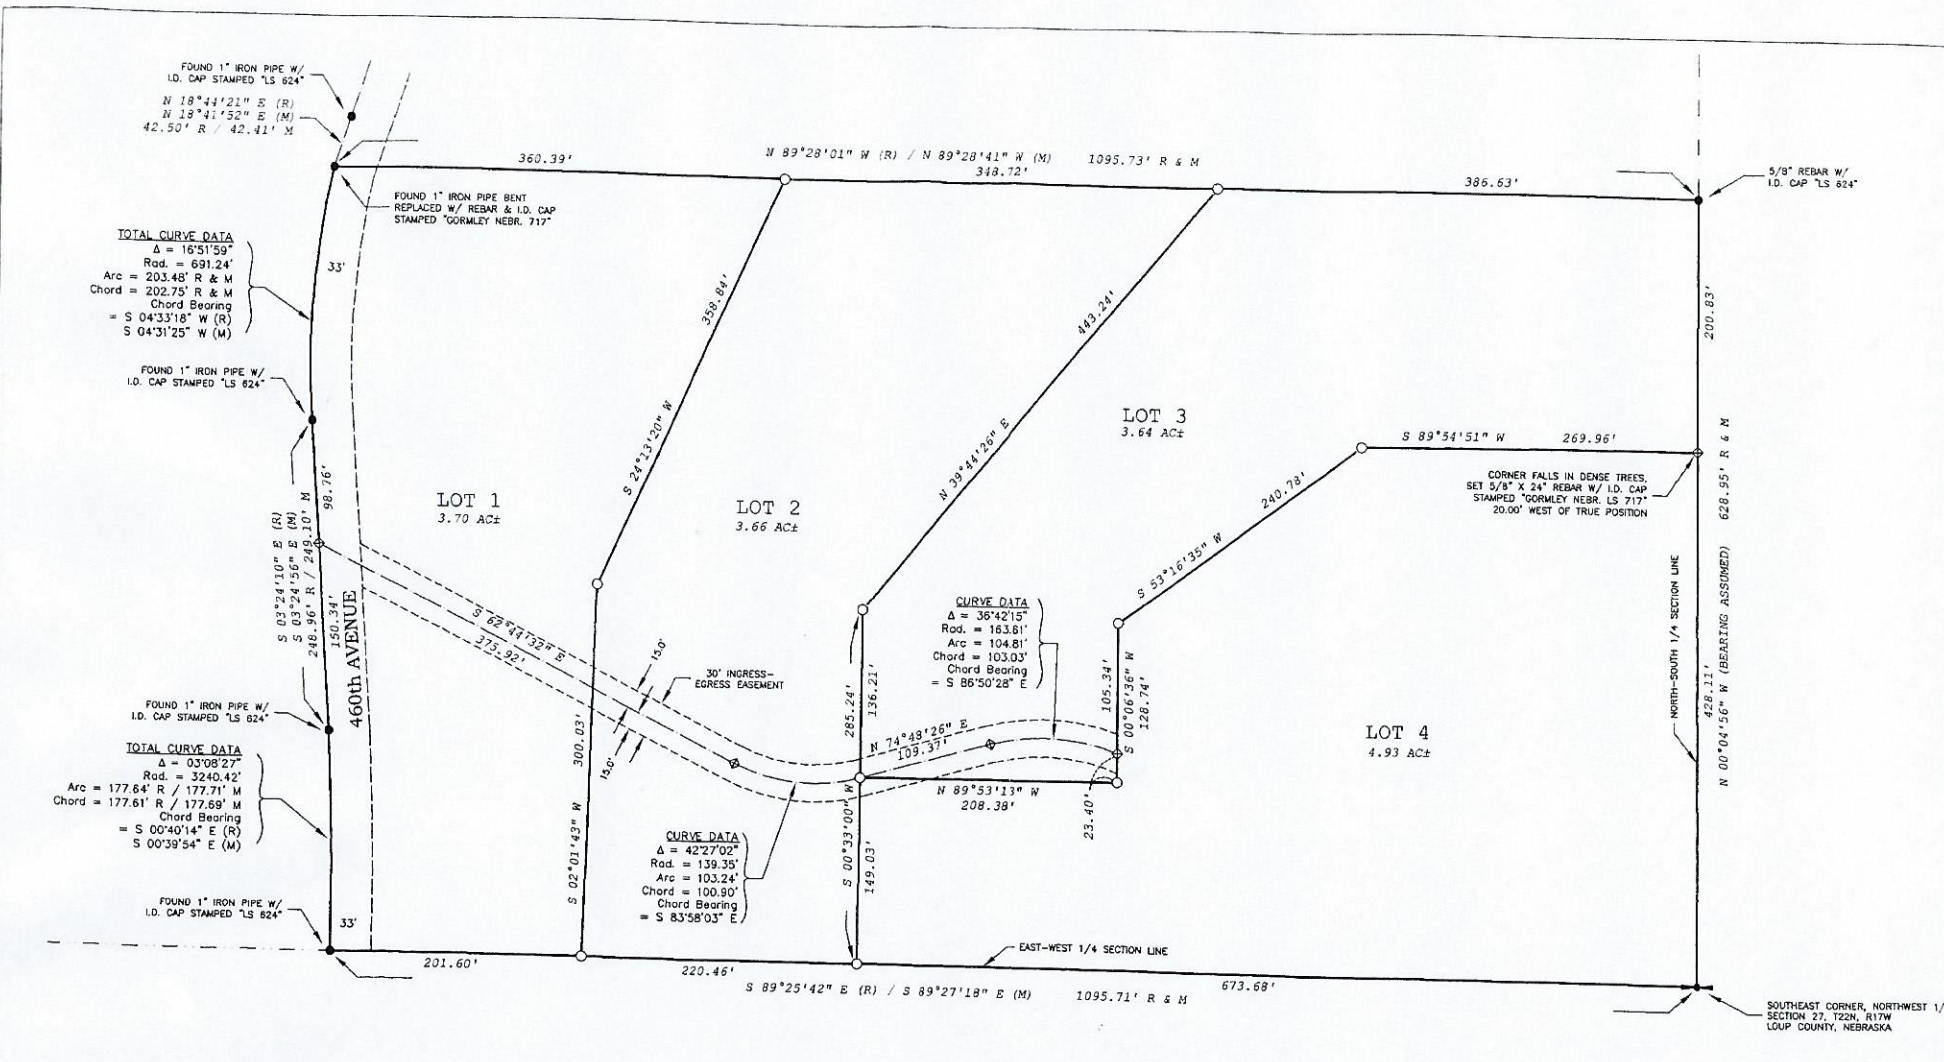 FOUND 1" IRON PIPE W/
I.D. CAP STAMPED "LS 624"
N 18°44'21" E (R)
N 18°41'52" E (M)
42.50' R / 42.41' M
360.39'
N 89°28'01" W (R) / N 89°28'41" W (M) 1095.73' R & M
348.72'
386.63'
5/8" REBAR W/
I.D. CAP "LS 624"
FOUND 1" IRON PIPE BENT
REPLACED W/ REBAR & I.D. CAP
STAMPED "GORMLEY NEBR. 717"
TOTAL CURVE DATA
Δ = 16°51'59"
Rad. = 691.24'
Arc = 203.48' R & M
Chord = 202.75' R & M
Chord Bearing
= S 04°33'18" W (R)
S 04°31'25" W (M)
33'
358.84'
S 24°13'20" W
443.24'
N 39°44'26" E
200.83'
FOUND 1" IRON PIPE W/
I.D. CAP STAMPED "LS 624"
LOT 3
3.64 AC±
S 89°54'51" W 269.96'
CORNER FALLS IN DENSE TREES,
SET 5/8" X 24" REBAR W/ I.D. CAP
STAMPED "GORMLEY NEBR. LS 717"
20.00' WEST OF TRUE POSITION
N 00°04'56" W (BEARING ASSUMED) 628.95' R & M
98.76'
LOT 1
3.70 AC±
LOT 2
3.66 AC±
240.78'
S 53°16'35" W
S 03°24'10" E (R)
S 03°24'56" E (M)
248.96' R / 249.10' M
150.34'
460th AVENUE
S 62°44'32" E
375.92'
15.0'
15.0'
30' INGRESS-
EGRESS EASEMENT
CURVE DATA
Δ = 36°42'15"
Rad. = 163.61'
Arc = 104.81'
Chord = 103.03'
Chord Bearing
= S 86°50'28" E
285.24'
136.21'
105.34'
S 00°06'36" W
128.74'
NORTH-SOUTH 1/4 SECTION LINE
428.11'
FOUND 1" IRON PIPE W/
I.D. CAP STAMPED "LS 624"
N 74°48'26" E
109.37'
LOT 4
4.93 AC±
TOTAL CURVE DATA
Δ = 03°08'27"
Rad. = 3240.42'
Arc = 177.64' R / 177.71' M
Chord = 177.61' R / 177.69' M
Chord Bearing
= S 00°40'14" E (R)
S 00°39'54" E (M)
300.03'
S 02°01'43" W
N 89°53'13" W
208.38'
23.40'
CURVE DATA
Δ = 42°27'02"
Rad. = 139.35'
Arc = 103.24'
Chord = 100.90'
Chord Bearing
= S 83°58'03" E
S 00°33'00" W
149.03'
FOUND 1" IRON PIPE W/
I.D. CAP STAMPED "LS 624"
33'
201.60'
220.46'
EAST-WEST 1/4 SECTION LINE
673.68'
S 89°25'42" E (R) / S 89°27'18" E (M) 1095.71' R & M
SOUTHEAST CORNER, NORTHWEST 1/
SECTION 27, T22N, R17W
LOUP COUNTY, NEBRASKA